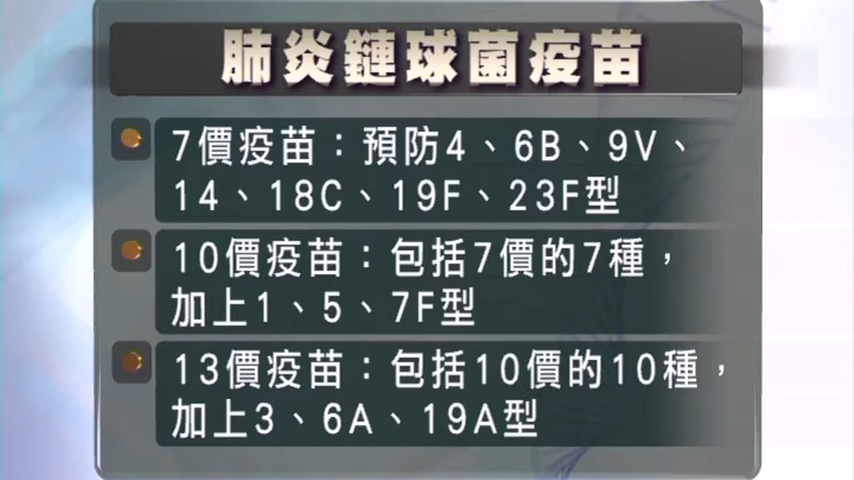 肺炎鏈球菌疫苗
7價疫苗：預防4、6B、9V、
14、18C、19F、23F型
10價疫苗：包括7價的7種，
加上1、5、7F型
13價疫苗：包括10價的10種，
加上3、6A、19A型